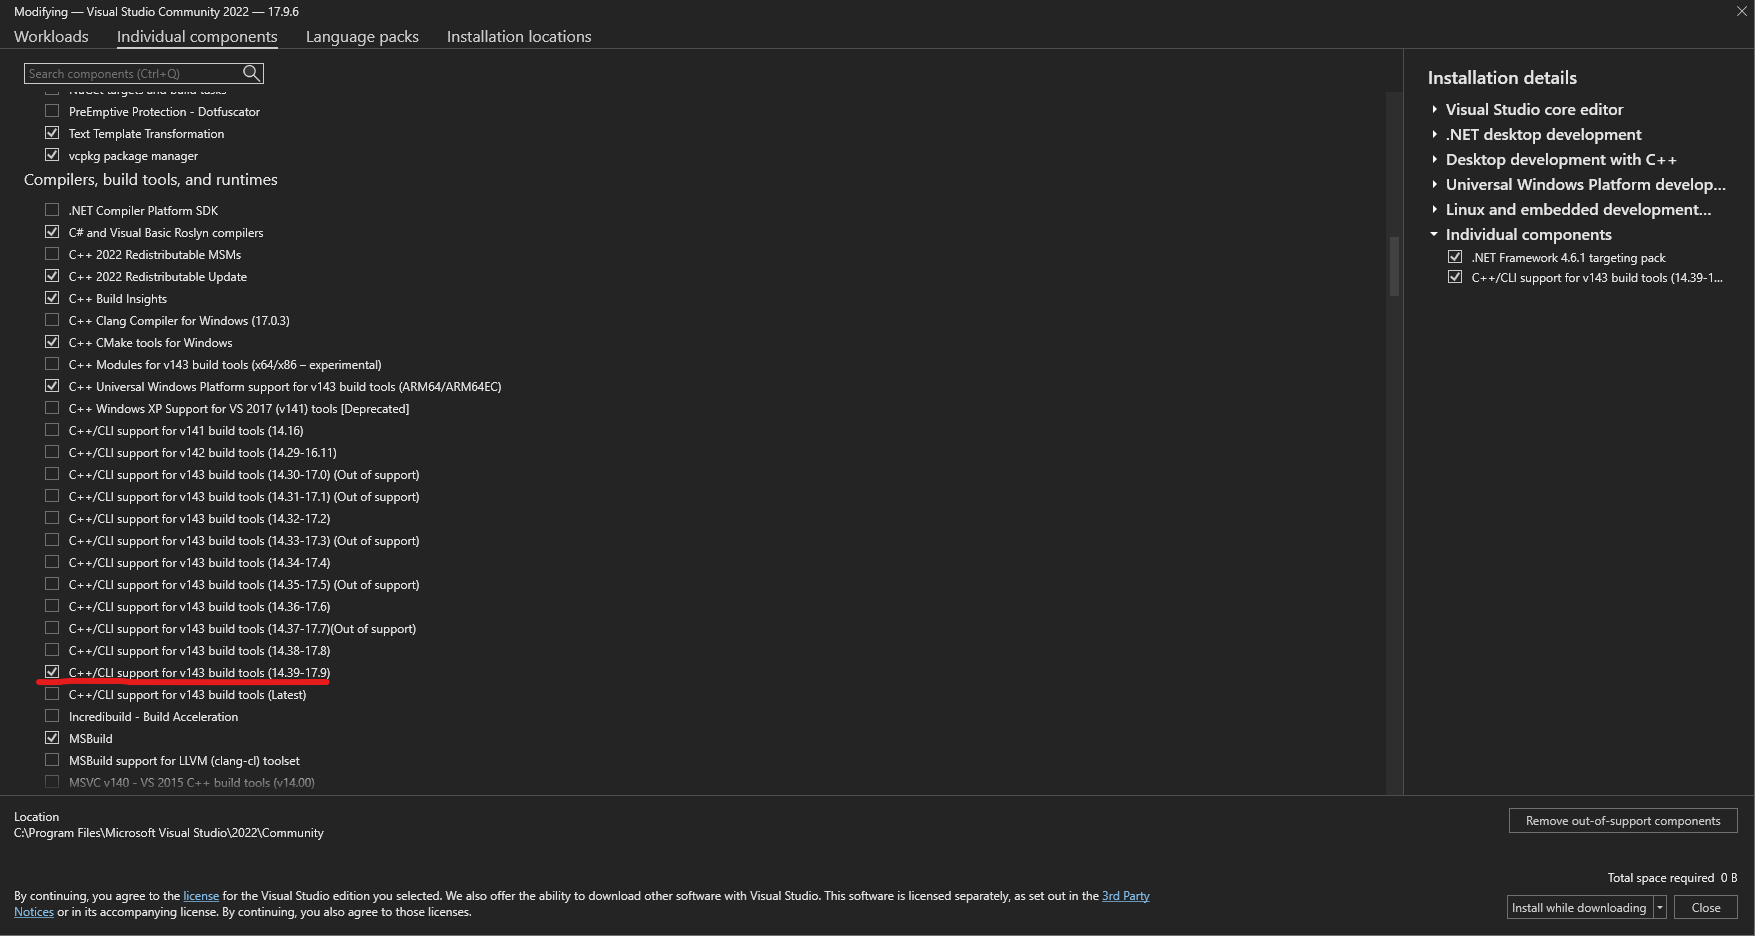 Modifying — Visual Studio Community 2022 — 17.9.6
Workloads
Individual components
Language packs
Installation locations
Search components (Ctrl+Q)
NuGet targets and build tasks
PreEmptive Protection - Dotfuscator
Text Template Transformation
vcpkg package manager
Compilers, build tools, and runtimes
.NET Compiler Platform SDK
C# and Visual Basic Roslyn compilers
C++ 2022 Redistributable MSMs
C++ 2022 Redistributable Update
C++ Build Insights
C++ Clang Compiler for Windows (17.0.3)
C++ CMake tools for Windows
C++ Modules for v143 build tools (x64/x86 – experimental)
C++ Universal Windows Platform support for v143 build tools (ARM64/ARM64EC)
C++ Windows XP Support for VS 2017 (v141) tools [Deprecated]
C++/CLI support for v141 build tools (14.16)
C++/CLI support for v142 build tools (14.29-16.11)
C++/CLI support for v143 build tools (14.30-17.0) (Out of support)
C++/CLI support for v143 build tools (14.31-17.1) (Out of support)
C++/CLI support for v143 build tools (14.32-17.2)
C++/CLI support for v143 build tools (14.33-17.3) (Out of support)
C++/CLI support for v143 build tools (14.34-17.4)
C++/CLI support for v143 build tools (14.35-17.5) (Out of support)
C++/CLI support for v143 build tools (14.36-17.6)
C++/CLI support for v143 build tools (14.37-17.7)(Out of support)
C++/CLI support for v143 build tools (14.38-17.8)
C++/CLI support for v143 build tools (14.39-17.9)
C++/CLI support for v143 build tools (Latest)
Incredibuild - Build Acceleration
MSBuild
MSBuild support for LLVM (clang-cl) toolset
MSVC v140 - VS 2015 C++ build tools (v14.00)
Installation details
Visual Studio core editor
.NET desktop development
Desktop development with C++
Universal Windows Platform develop...
Linux and embedded development...
Individual components
.NET Framework 4.6.1 targeting pack
C++/CLI support for v143 build tools (14.39-1...
Location
C:\Program Files\Microsoft Visual Studio\2022\Community
Remove out-of-support components
Total space required 0 B
By continuing, you agree to the license for the Visual Studio edition you selected. We also offer the ability to download other software with Visual Studio. This software is licensed separately, as set out in the 3rd Party
Notices or in its accompanying license. By continuing, you also agree to those licenses.
Install while downloading
Close